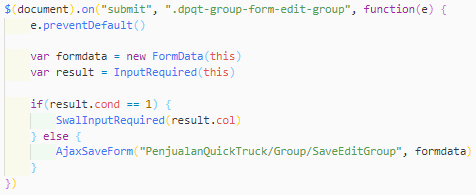 $(document).on("submit", ".dpqt-group-form-edit-group", function(e) {
    e.preventDefault()

    var formdata = new FormData(this)
    var result = InputRequired(this)

    if(result.cond == 1) {
        SwalInputRequired(result.col)
    } else {
        AjaxSaveForm("PenjualanQuickTruck/Group/SaveEditGroup", formdata)
    }
})